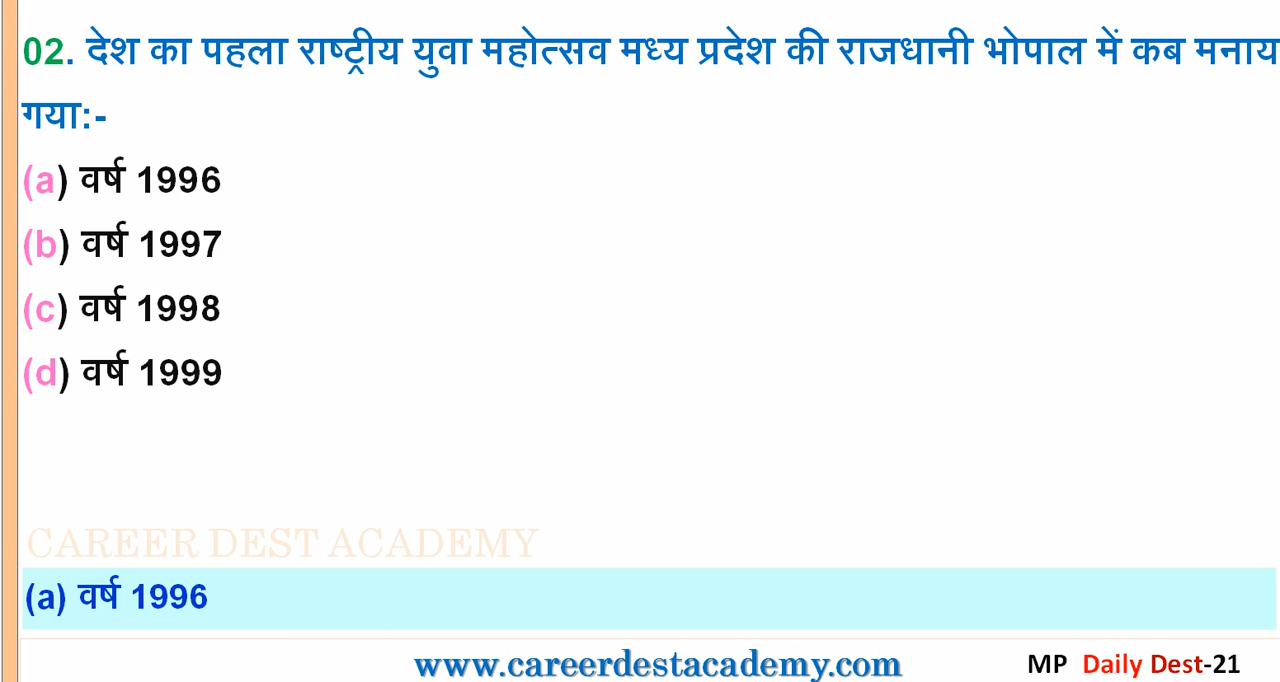 02. देश का पहला राष्ट्रीय युवा महोत्सव मध्य प्रदेश की राजधानी भोपाल में कब मनाय
गया:-
(a) वर्ष 1996
(b) वर्ष 1997
(c) वर्ष 1998
(d) वर्ष 1999
CAREER DEST ACADEMY
(a) वर्ष 1996
www.careerdestacademy.com MP Daily Dest-21